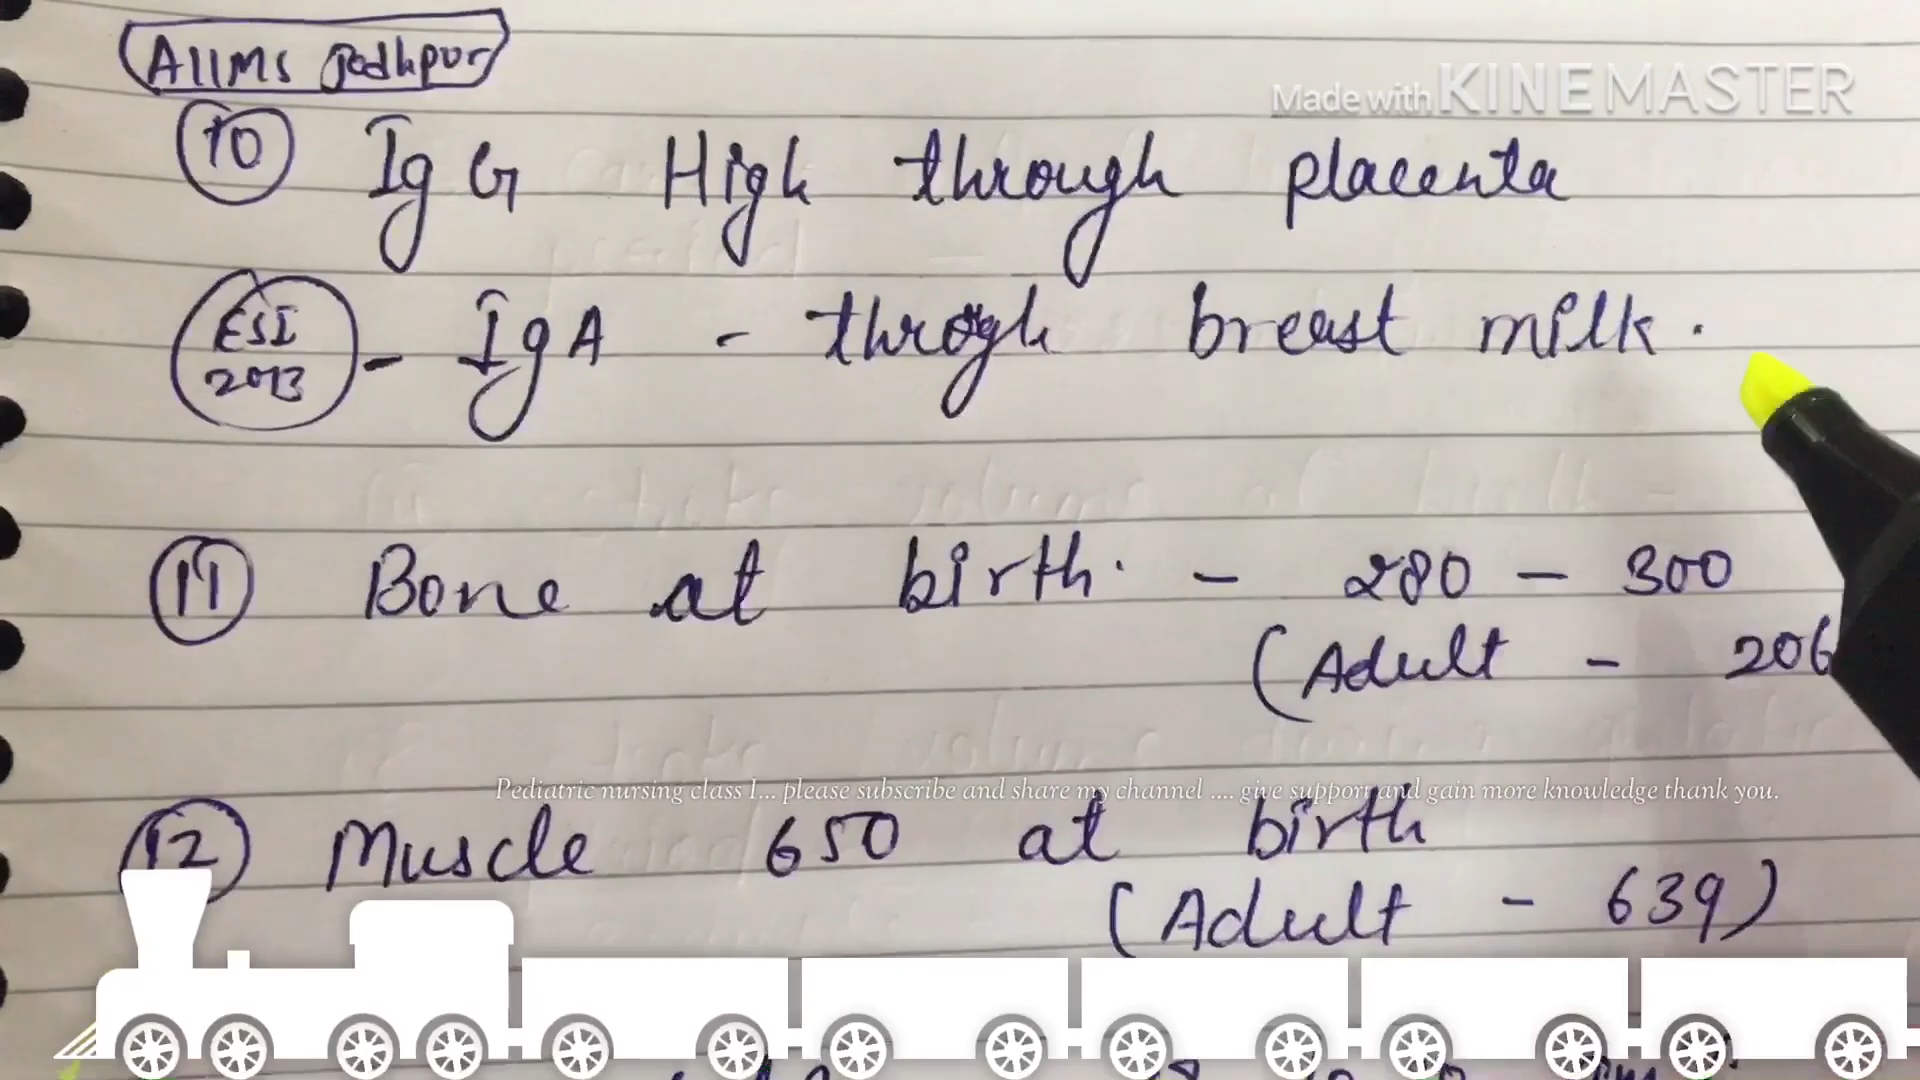 AIIMS Jodhpur
Made with KINEMASTER
10 IgG High through placenta
ESI 2013 - IgA - throgh breast milk.
11 Bone at birth. - 280 - 300
(Adult - 206
Pediatric nursing class I... please subscribe and share my channel .... give support and gain more knowledge thank you.
12 Muscle 650 at birth
(Adult - 639)